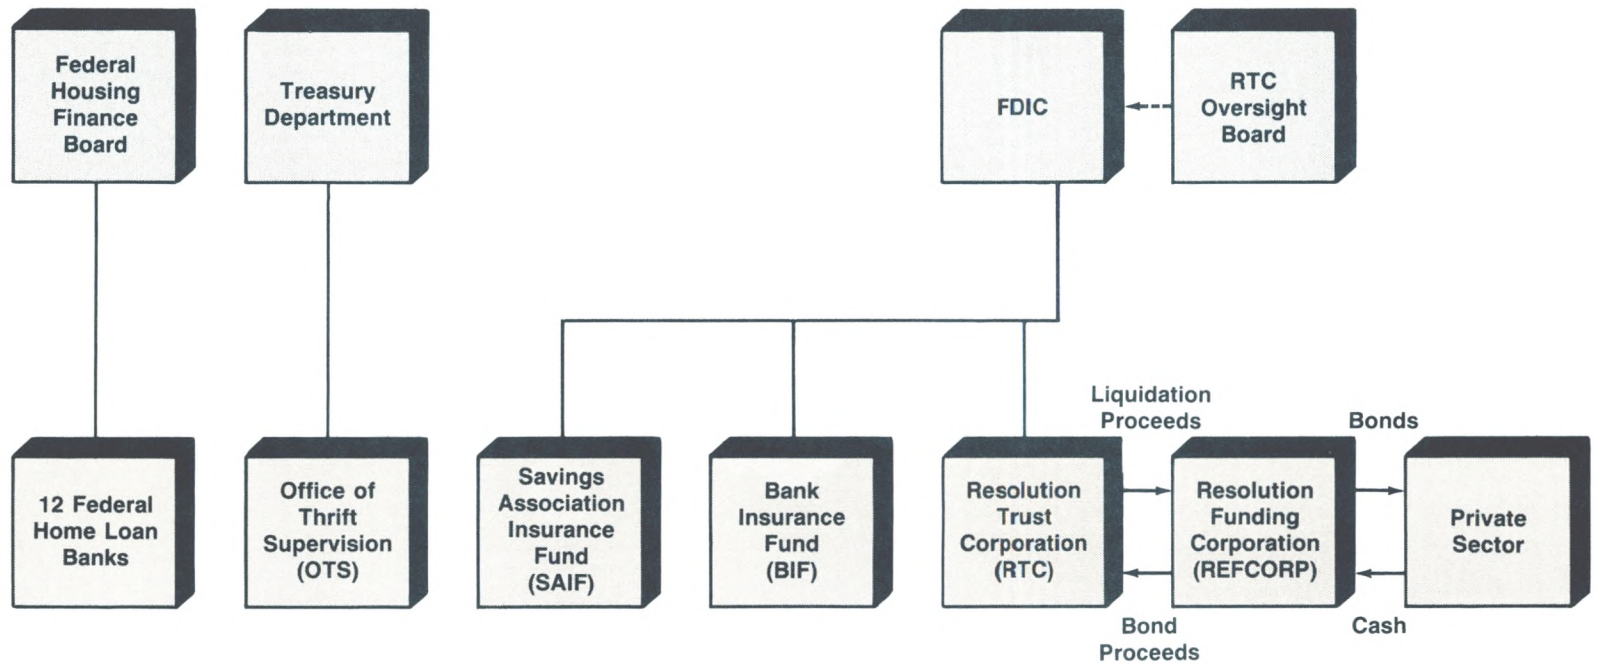 Federal
Housing
Finance
Board
Treasury
Department
FDIC
RTC
Oversight
Board
Liquidation
Proceeds
Bonds
12 Federal
Home Loan
Banks
Office of
Thrift
Supervision
(OTS)
Savings
Association
Insurance
Fund
(SAIF)
Bank
Insurance
Fund
(BIF)
Resolution
Trust
Corporation
(RTC)
Resolution
Funding
Corporation
(REFCORP)
Private
Sector
Bond
Proceeds
Cash